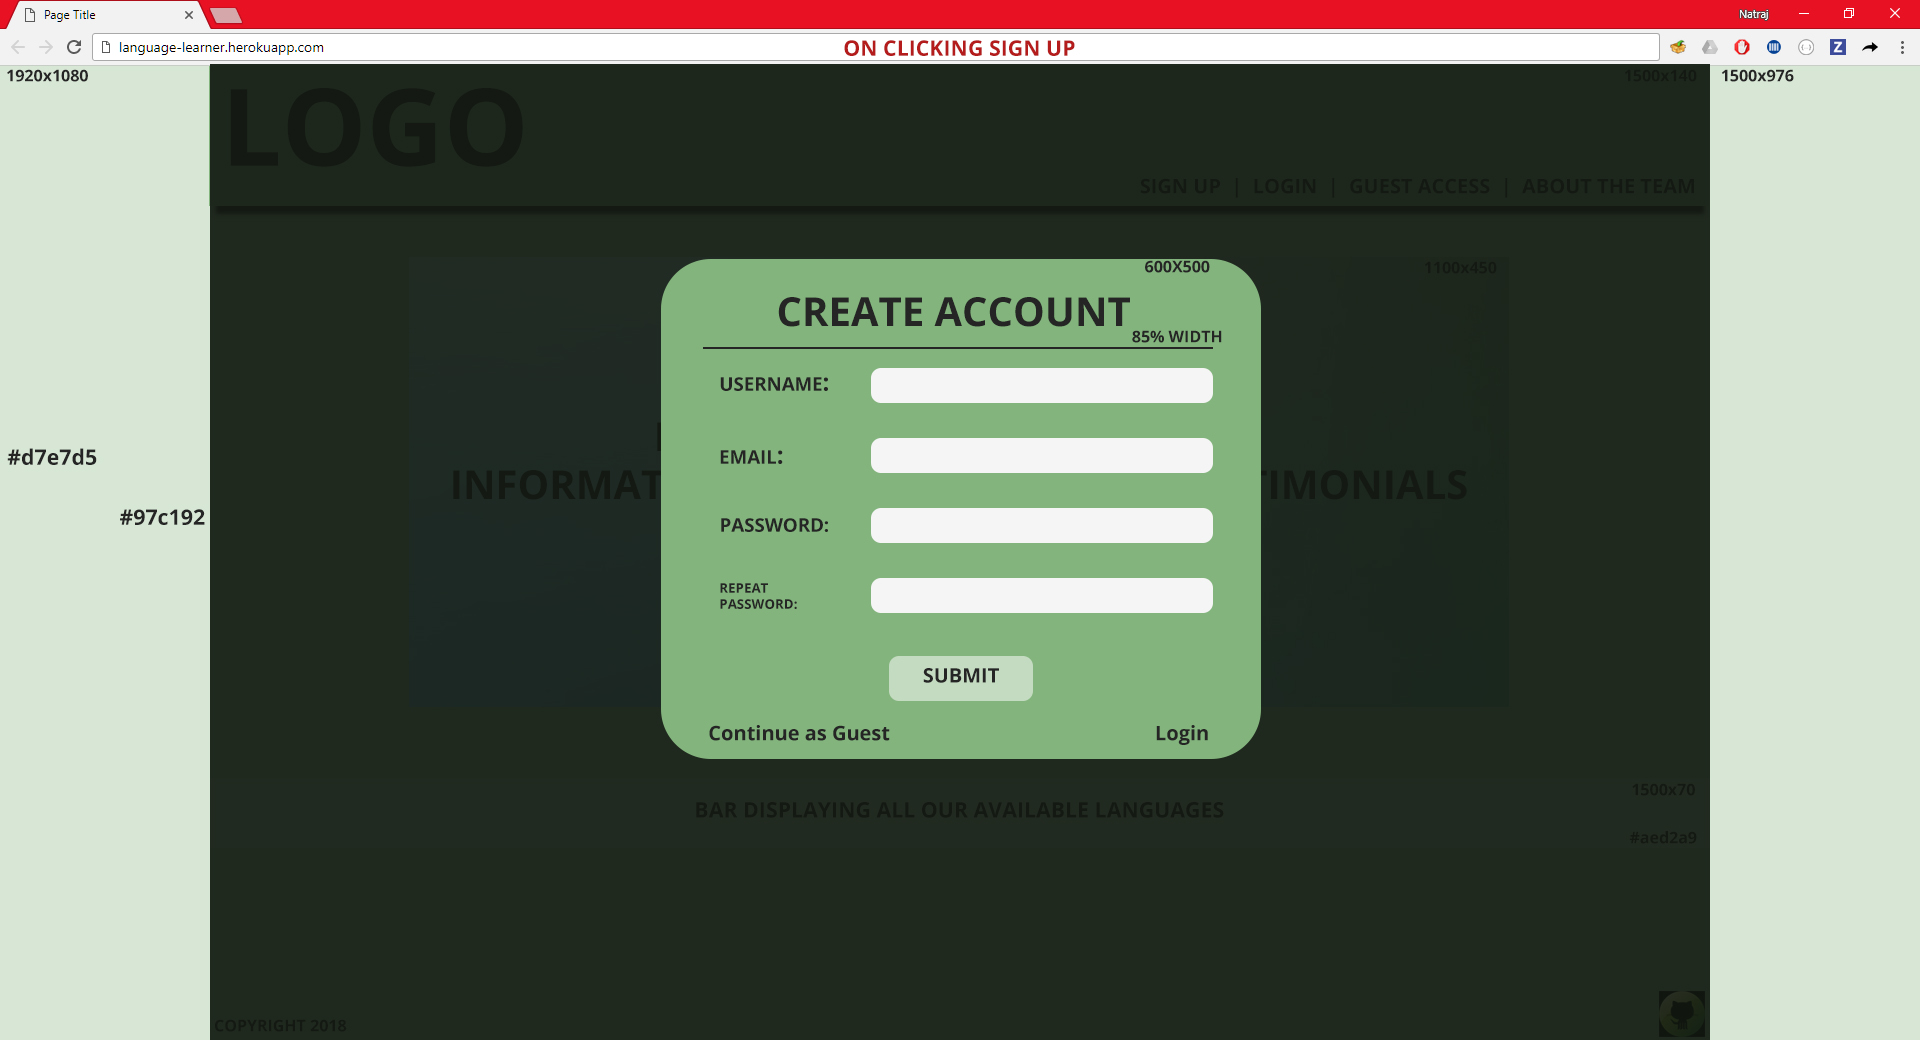 Page Title
Natraj
language-learner.herokuapp.com
ON CLICKING SIGN UP
1920x1080
1500x140
1500x976
LOGO
SIGN UP | LOGIN | GUEST ACCESS | ABOUT THE TEAM
600X500
1100x450
CREATE ACCOUNT
85% WIDTH
USERNAME:
EMAIL:
#d7e7d5
INFORMAT
TIMONIALS
#97c192
PASSWORD:
REPEAT
PASSWORD:
SUBMIT
Continue as Guest
Login
1500x70
BAR DISPLAYING ALL OUR AVAILABLE LANGUAGES
#aed2a9
COPYRIGHT 2018